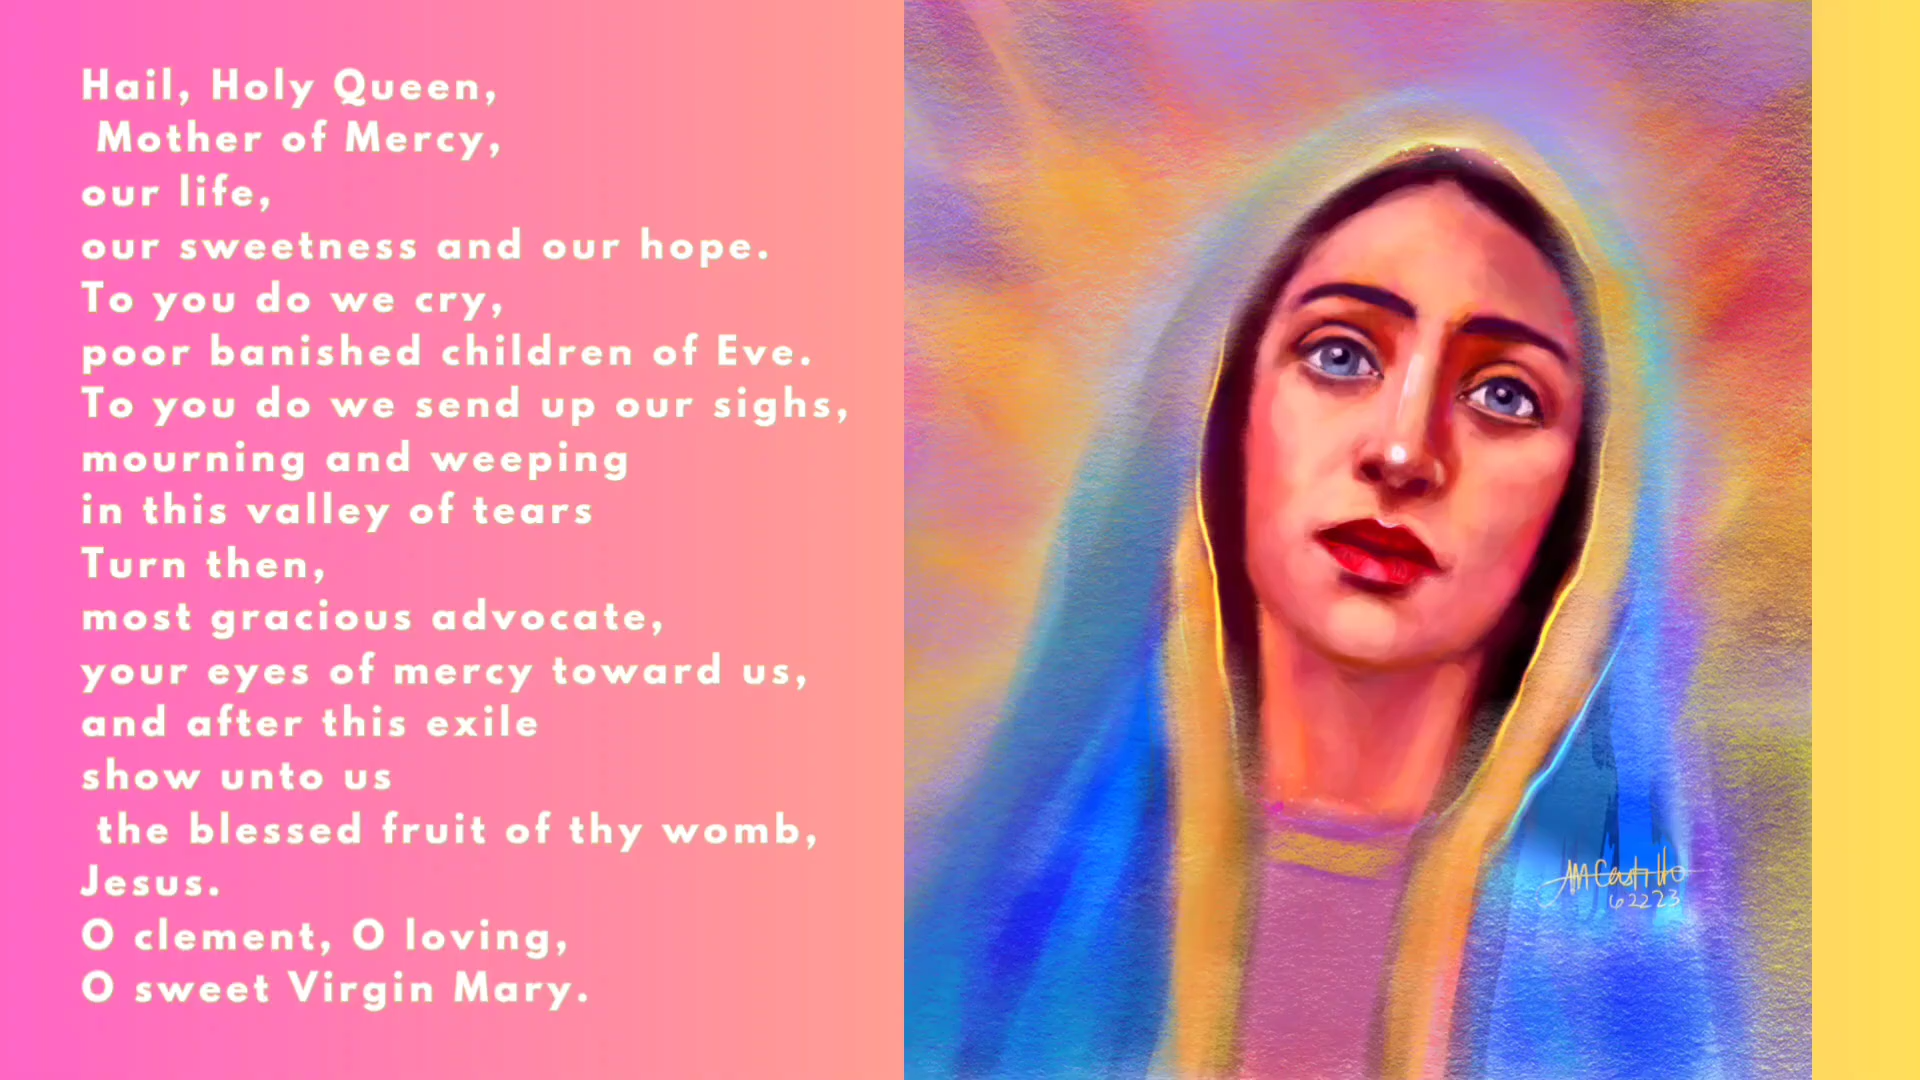 Hail, Holy Queen,
Mother of Mercy,
our life,
our sweetness and our hope.
To you do we cry,
poor banished children of Eve.
To you do we send up our sighs,
mourning and weeping
in this valley of tears
Turn then,
most gracious advocate,
your eyes of mercy toward us,
and after this exile
show unto us
the blessed fruit of thy womb,
Jesus.
O clement, O loving,
O sweet Virgin Mary.
AMCastillo
62223